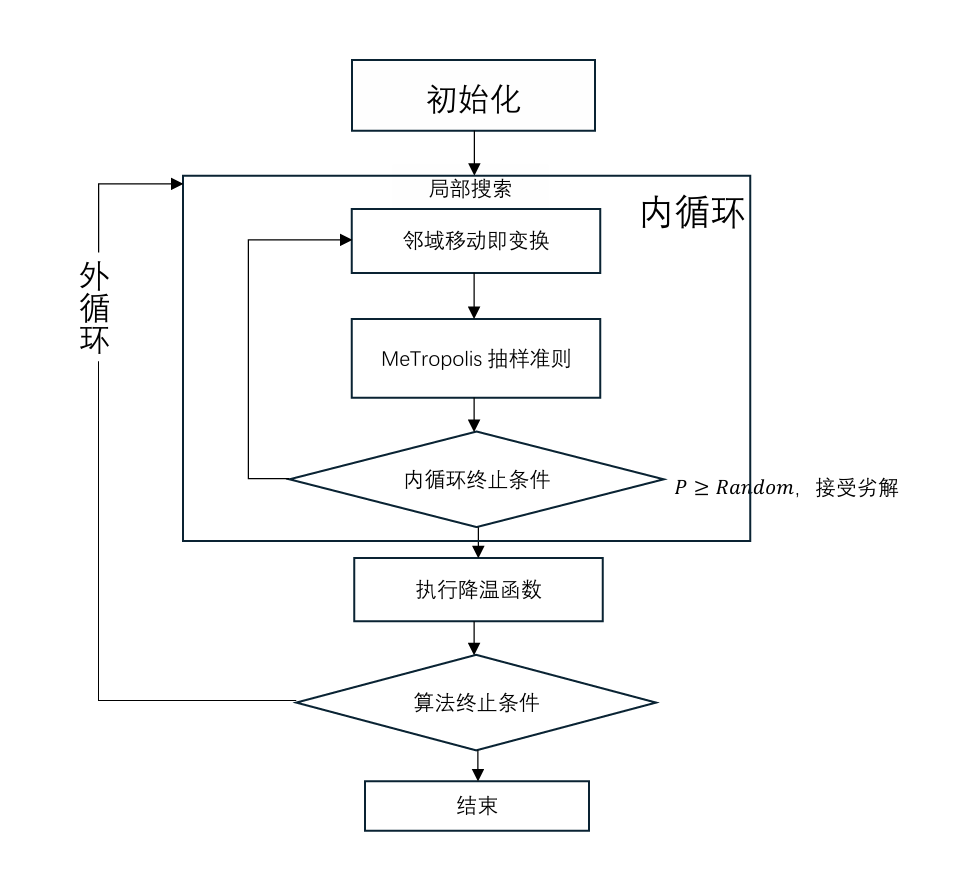 初始化
局部搜索
内循环
邻域移动即变换
外循环
MeTropolis 抽样准则
内循环终止条件
P ≥ Random，接受劣解
执行降温函数
算法终止条件
结束